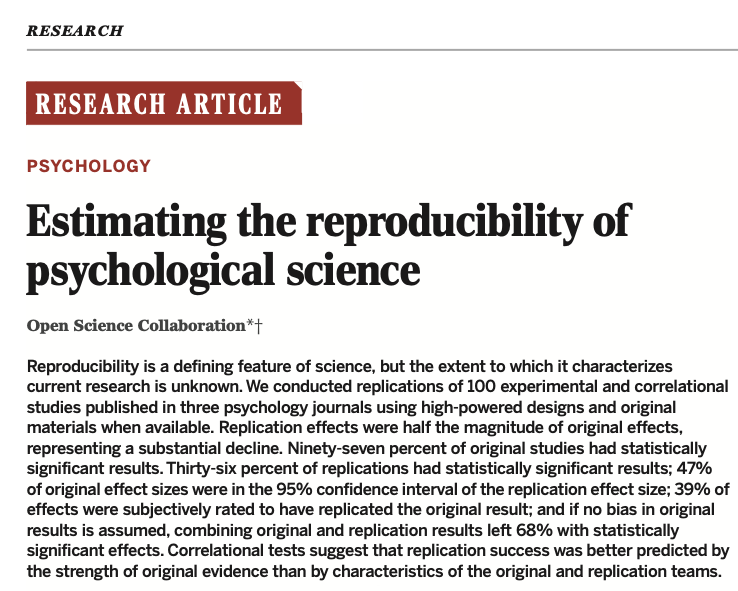 RESEARCH
RESEARCH ARTICLE
PSYCHOLOGY
Estimating the reproducibility of
psychological science
Open Science Collaboration*†
Reproducibility is a defining feature of science, but the extent to which it characterizes
current research is unknown. We conducted replications of 100 experimental and correlational
studies published in three psychology journals using high-powered designs and original
materials when available. Replication effects were half the magnitude of original effects,
representing a substantial decline. Ninety-seven percent of original studies had statistically
significant results. Thirty-six percent of replications had statistically significant results; 47%
of original effect sizes were in the 95% confidence interval of the replication effect size; 39% of
effects were subjectively rated to have replicated the original result; and if no bias in original
results is assumed, combining original and replication results left 68% with statistically
significant effects. Correlational tests suggest that replication success was better predicted by
the strength of original evidence than by characteristics of the original and replication teams.